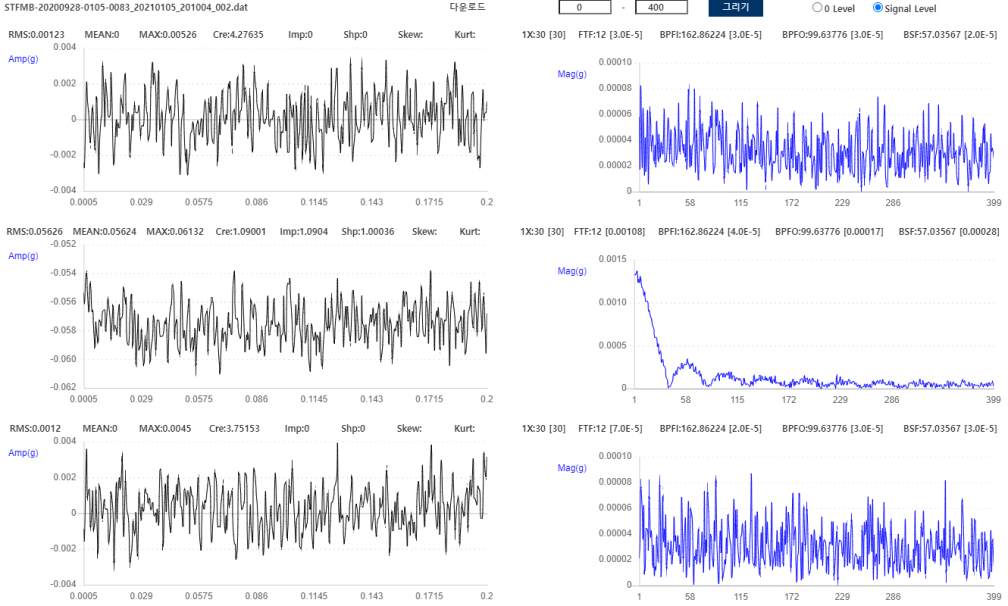 STFMB-20200928-0105-0083_20210105_201004_002.dat 다운로드 0 - 400 그리기 0 Level Signal Level
RMS:0.00123 MEAN:0 MAX:0.00526 Cre:4.27635 Imp:0 Shp:0 Skew: Kurt: 1X:30 [30] FTF:12 [3.0E-5] BPFI:162.86224 [3.0E-5] BPFO:99.63776 [3.0E-5] BSF:57.03567 [2.0E-5]
Amp(g) 0.004
0.002
0
-0.002
-0.004
0.0005 0.029 0.0575 0.086 0.1145 0.143 0.1715 0.2
Mag(g) 0.00010
0.00008
0.00006
0.00004
0.00002
0
1 58 115 172 229 286 399
RMS:0.05626 MEAN:0.05624 MAX:0.06132 Cre:1.09001 Imp:1.0904 Shp:1.00036 Skew: Kurt: 1X:30 [30] FTF:12 [0.00108] BPFI:162.86224 [4.0E-5] BPFO:99.63776 [0.00017] BSF:57.03567 [0.00028]
Amp(g) -0.052
-0.054
-0.056
-0.058
-0.060
-0.062
0.0005 0.029 0.0575 0.086 0.1145 0.143 0.1715 0.2
Mag(g) 0.0015
0.0010
0.0005
0
1 58 115 172 229 286 399
RMS:0.0012 MEAN:0 MAX:0.0045 Cre:3.75153 Imp:0 Shp:0 Skew: Kurt: 1X:30 [30] FTF:12 [7.0E-5] BPFI:162.86224 [2.0E-5] BPFO:99.63776 [3.0E-5] BSF:57.03567 [3.0E-5]
Amp(g) 0.004
0.002
0
-0.002
-0.004
0.0005 0.029 0.0575 0.086 0.1145 0.143 0.1715 0.2
Mag(g) 0.00010
0.00008
0.00006
0.00004
0.00002
0
1 58 115 172 229 286 399